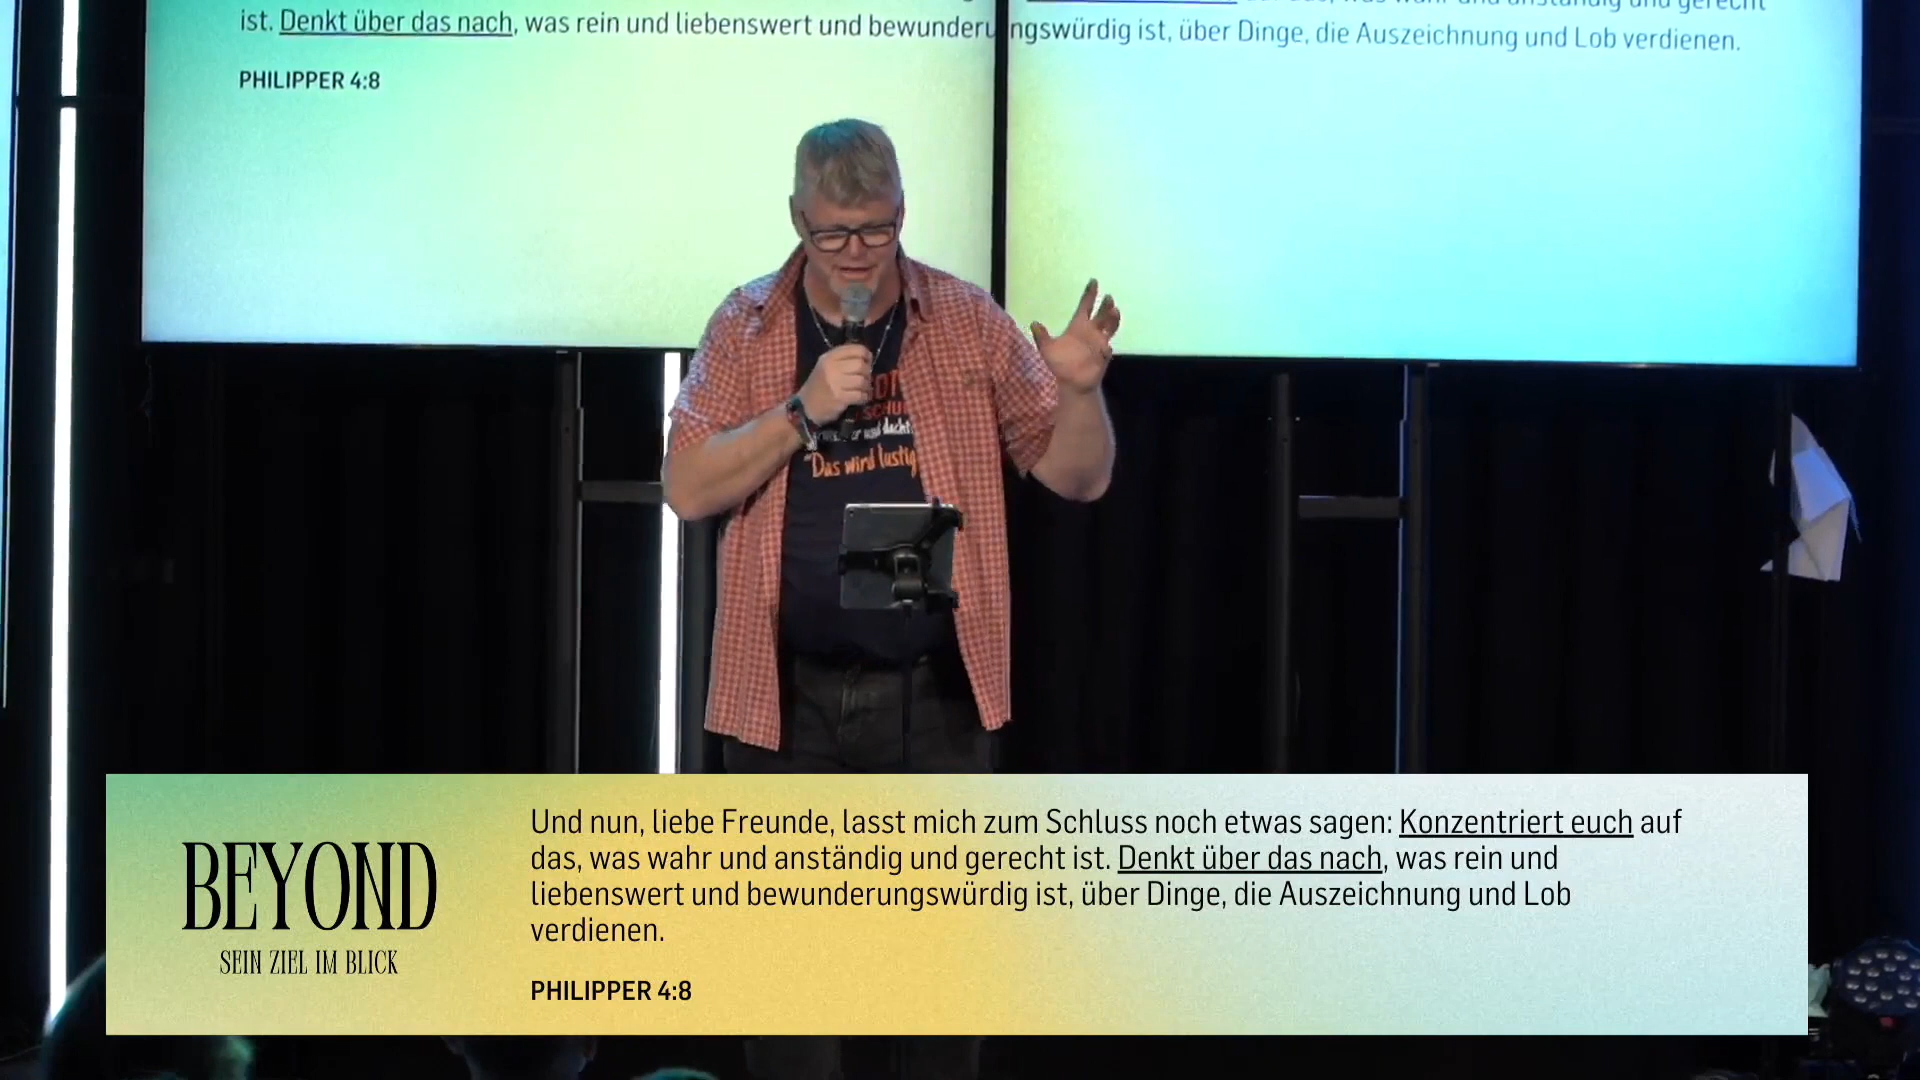 ist. Denkt über das nach, was rein und liebenswert und bewunderungswürdig ist, über Dinge, die Auszeichnung und Lob verdienen.
PHILIPPER 4:8
dacht
"Das wird lustig
BEYOND
SEIN ZIEL IM BLICK
Und nun, liebe Freunde, lasst mich zum Schluss noch etwas sagen: Konzentriert euch auf
das, was wahr und anständig und gerecht ist. Denkt über das nach, was rein und
liebenswert und bewunderungswürdig ist, über Dinge, die Auszeichnung und Lob
verdienen.
PHILIPPER 4:8